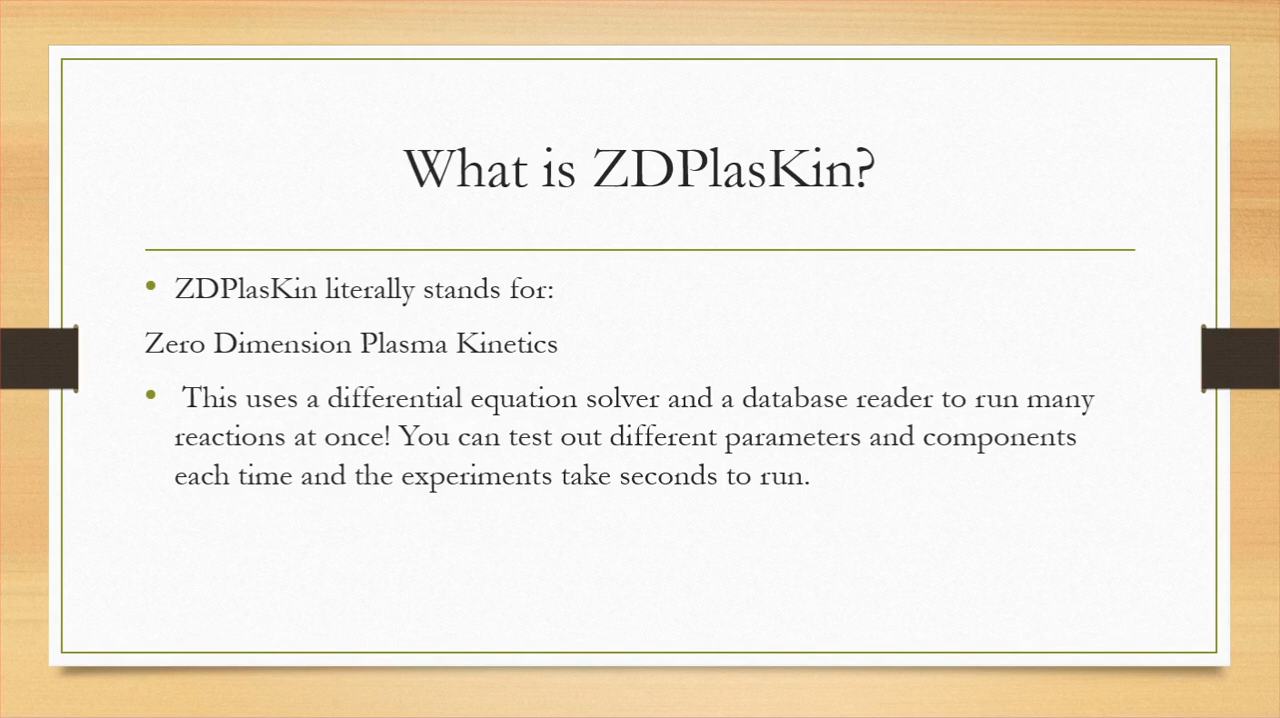 What is ZDPlasKin?
• ZDPlasKin literally stands for:
Zero Dimension Plasma Kinetics
• This uses a differential equation solver and a database reader to run many
reactions at once! You can test out different parameters and components
each time and the experiments take seconds to run.